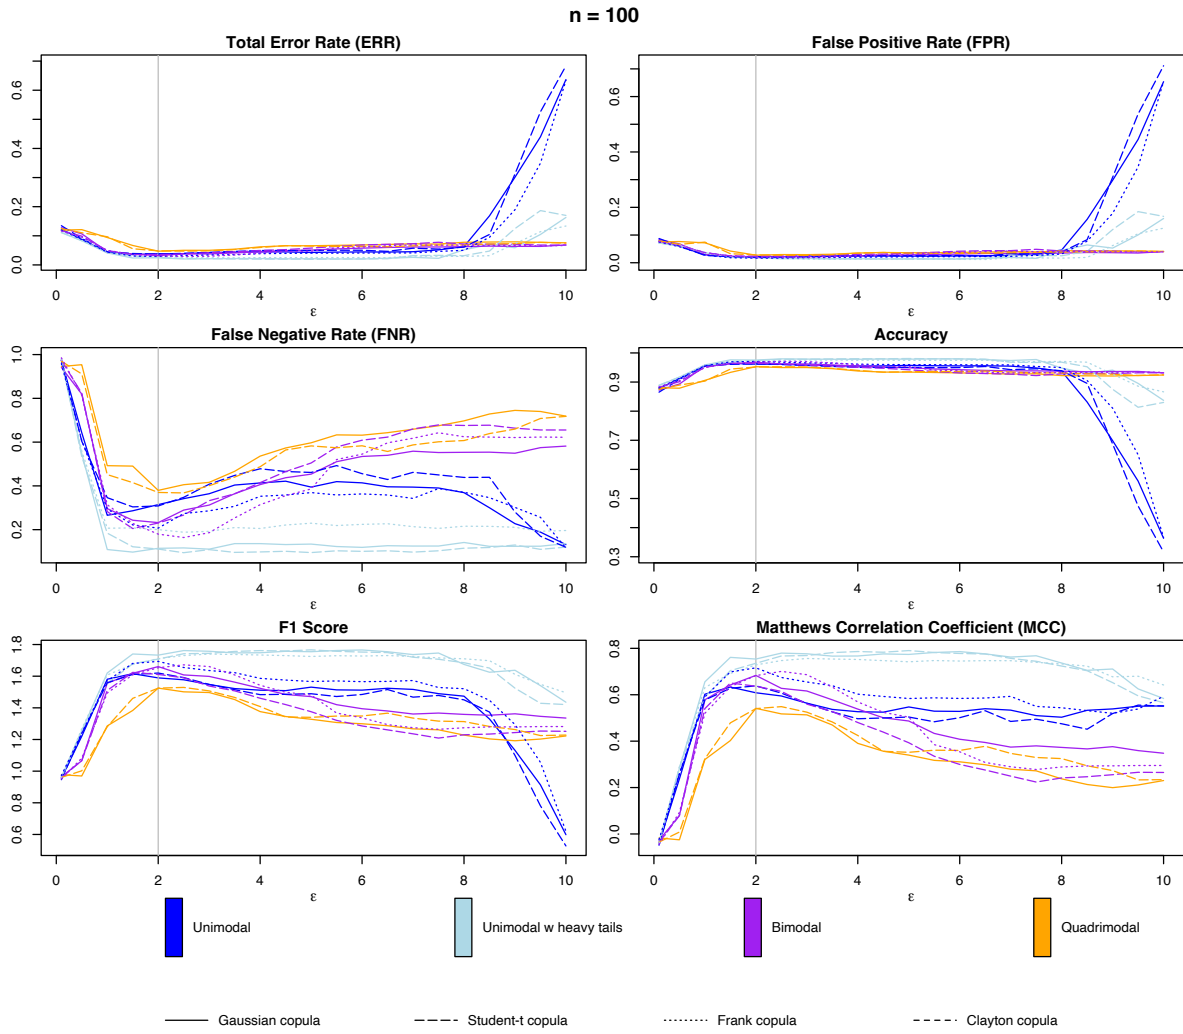 n = 100
Total Error Rate (ERR)
0.0 0.2 0.4 0.6
0 2 4 6 8 10
ε
False Positive Rate (FPR)
0.0 0.2 0.4 0.6
0 2 4 6 8 10
ε
False Negative Rate (FNR)
0.2 0.4 0.6 0.8 1.0
0 2 4 6 8 10
ε
Accuracy
0.3 0.5 0.7 0.9
0 2 4 6 8 10
ε
F1 Score
0.6 0.8 1.0 1.2 1.4 1.6 1.8
0 2 4 6 8 10
ε
Matthews Correlation Coefficient (MCC)
0.0 0.2 0.4 0.6 0.8
0 2 4 6 8 10
ε
Unimodal Unimodal w heavy tails Bimodal Quadrimodal
Gaussian copula Student-t copula Frank copula Clayton copula